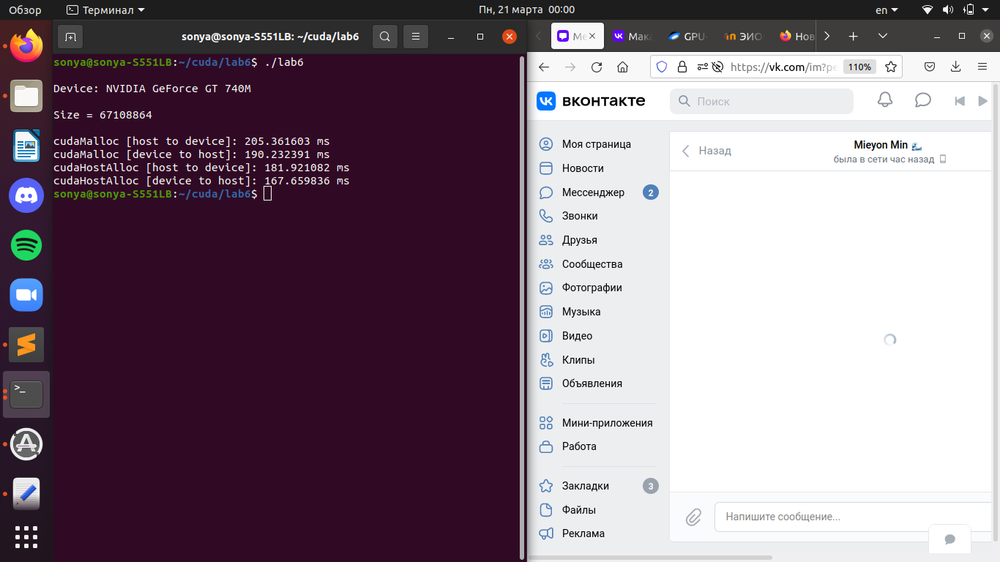 Обзор
Терминал
Пн, 21 марта 00:00
en
sonya@sonya-S551LB: ~/cuda/lab6
sonya@sonya-S551LB:~/cuda/lab6$ ./lab6
Device: NVIDIA GeForce GT 740M
Size = 67108864
cudaMalloc [host to device]: 205.361603 ms
cudaMalloc [device to host]: 190.232391 ms
cudaHostAlloc [host to device]: 181.921082 ms
cudaHostAlloc [device to host]: 167.659836 ms
sonya@sonya-S551LB:~/cuda/lab6$
Ме
Мака
GPU-
ЭИО
Нов
https://vk.com/im?pe
110%
вконтакте
Поиск
Моя страница
Новости
Мессенджер 2
Звонки
Друзья
Сообщества
Фотографии
Музыка
Видео
Клипы
Объявления
Мини-приложения
Работа
Закладки 3
Файлы
Реклама
Назад
Mieyon Min
была в сети час назад
Напишите сообщение...